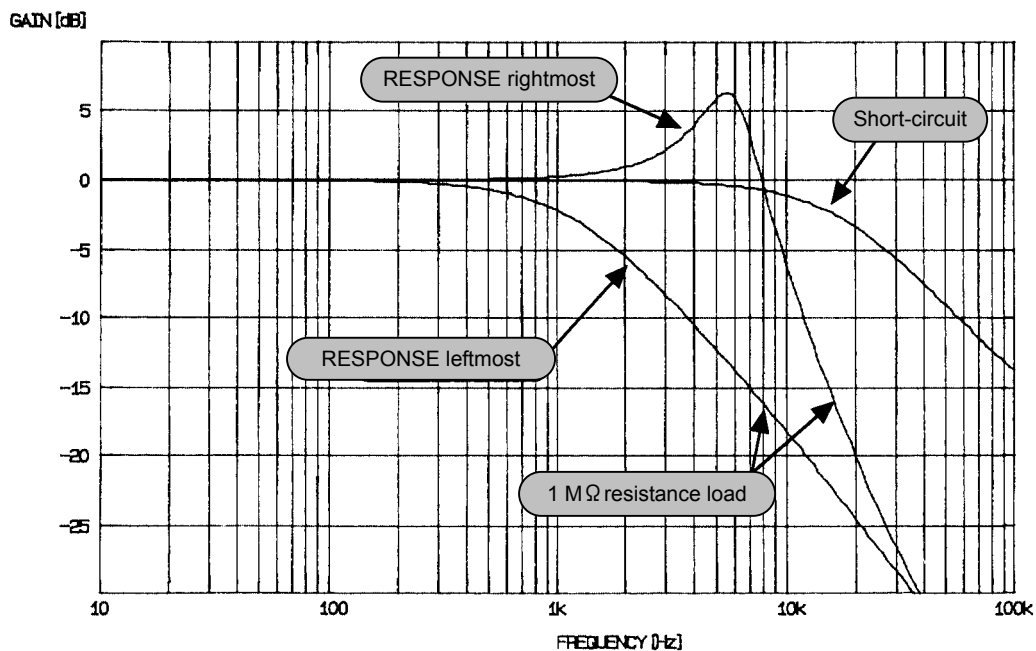 GAIN [dB]
RESPONSE rightmost
5
Short-circuit
0
-5
-10
RESPONSE leftmost
-15
-20
1 MΩ resistance load
-25
10
100
1k
10k
100k
FREQUENCY [Hz]